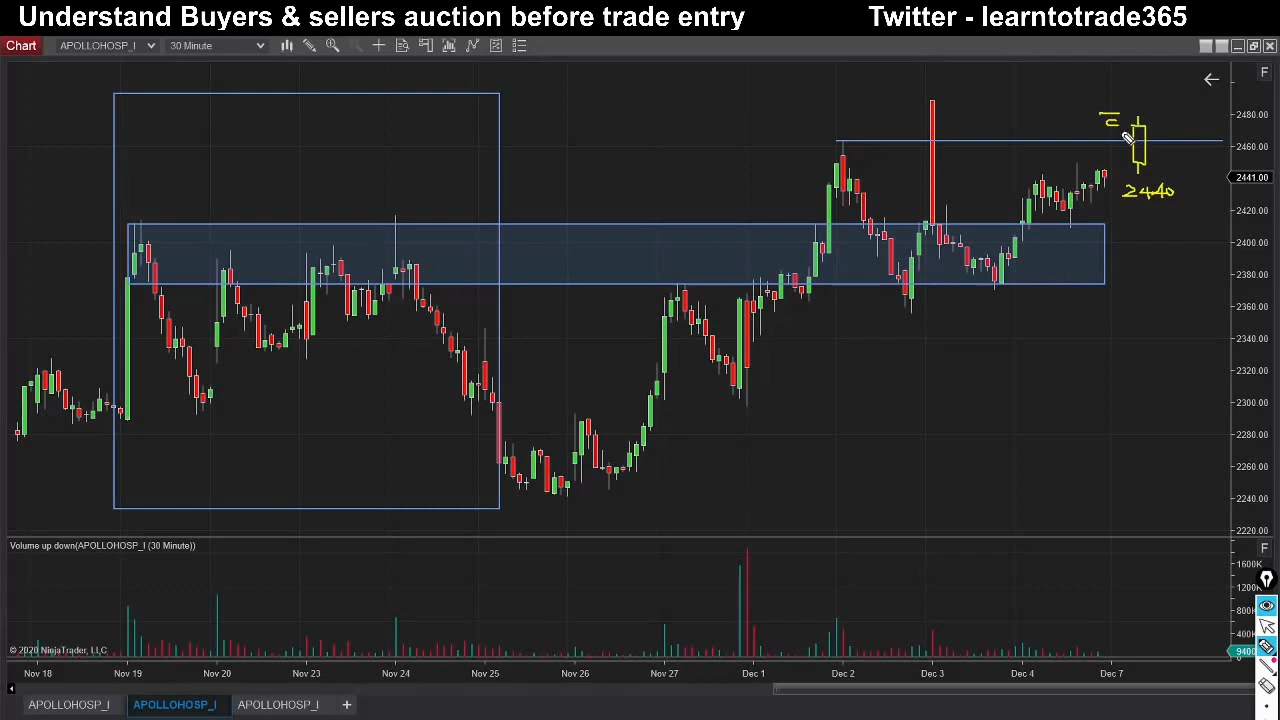 Understand Buyers & sellers auction before trade entry Twitter - learntotrade365
Chart APOLLOHOSP_I 30 Minute
F
2480.00
2460.00
2441.00
2420.00
2400.00
2380.00
2360.00
2340.00
2320.00
2300.00
2280.00
2260.00
2240.00
2220.00
2440
Volume up down(APOLLOHOSP_I (30 Minute))
F
1600K
1200K
800K
400K
9400
0
© 2020 NinjaTrader, LLC
Nov 18 Nov 19 Nov 20 Nov 23 Nov 24 Nov 25 Nov 26 Nov 27 Dec 1 Dec 2 Dec 3 Dec 4 Dec 7
APOLLOHOSP_I APOLLOHOSP_I APOLLOHOSP_I +